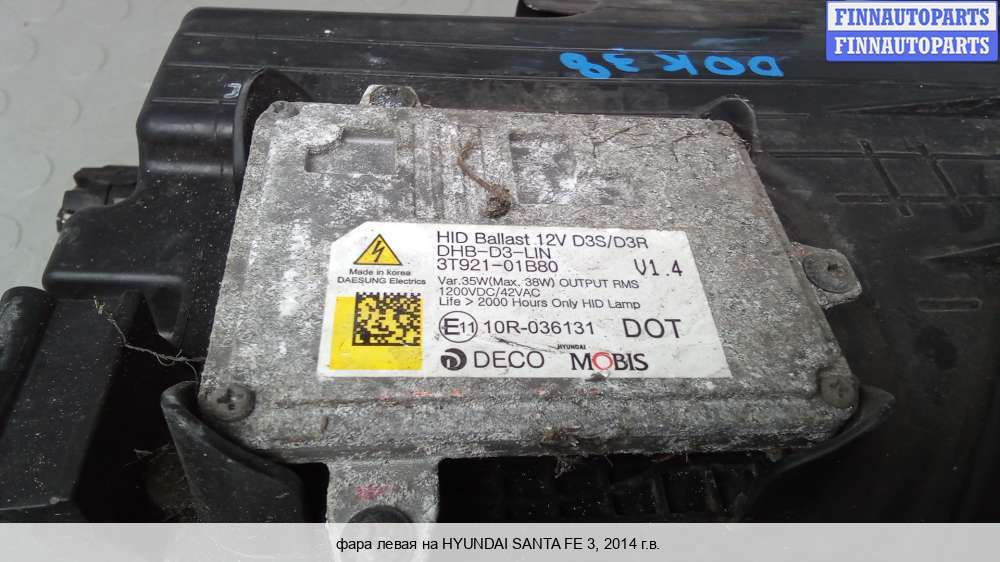 FINNAUTOPARTS
FINNAUTOPARTS
DOK38
HID Ballast 12V D3S/D3R
DHB-D3-LIN
3T921-01B80 V1.4
Made in korea
DAESUNG Electrics
Var.35W(Max. 38W) OUTPUT RMS
1200VDC/42VAC
Life > 2000 Hours Only HID Lamp
E11 10R-036131 DOT
DECO HYUNDAI MOBIS
фара левая на HYUNDAI SANTA FE 3, 2014 г.в.